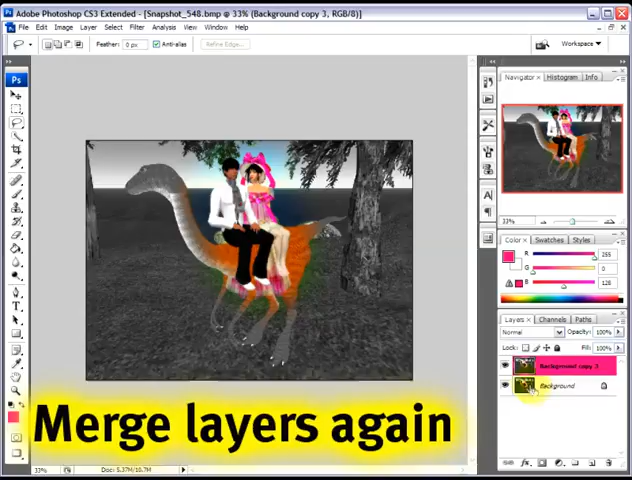 Adobe Photoshop CS3 Extended - [Snapshot_548.bmp @ 33% (Background copy 3, RGB/8)]
File Edit Image Layer Select Filter Analysis View Window Help
Feather: 0 px Anti-alias Refine Edge... Workspace
Ps
Navigator Histogram Info
33%
Color Swatches Styles
R 255
G 0
B 128
Layers Channels Paths
Normal Opacity: 100%
Lock: Fill: 100%
Background copy 3
Background
Merge layers again
33% Doc: 5.37M/10.7M